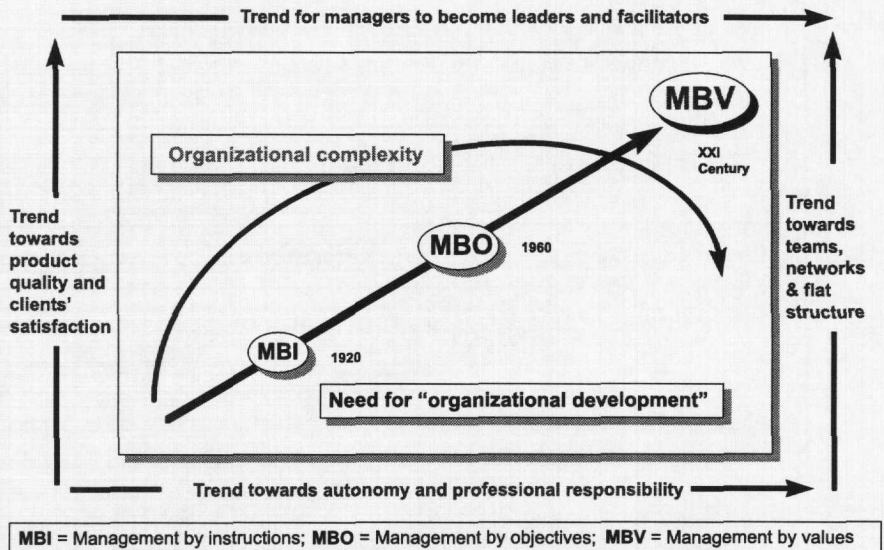 Trend for managers to become leaders and facilitators
MBV
XXI
Century
Organizational complexity
MBO
1960
Trend
towards
product
quality and
clients'
satisfaction
Trend
towards
teams,
networks
& flat
structure
MBI
1920
Need for “organizational development”
Trend towards autonomy and professional responsibility
MBI = Management by instructions; MBO = Management by objectives; MBV = Management by values